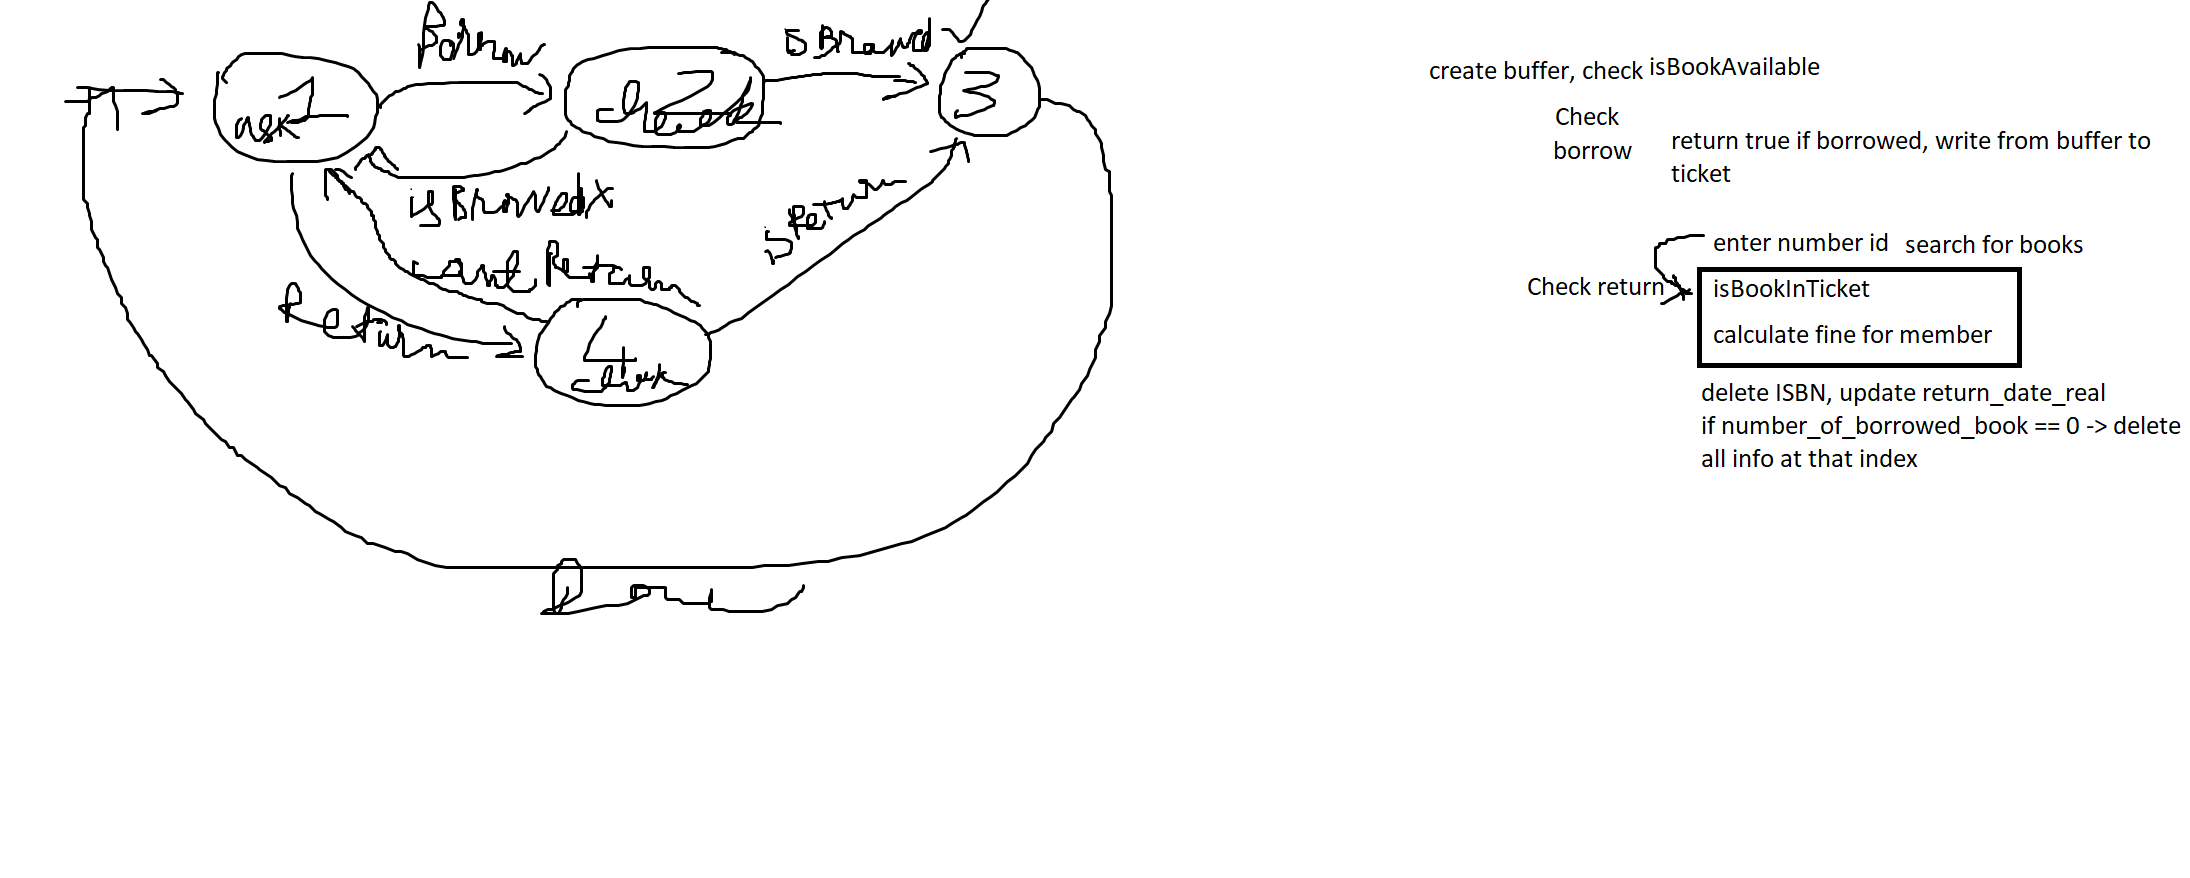 Borrow
isBrowed
1
ask
2
check
3
isBrowedX
isReturn
cant Return
Return
4
check
create buffer, check isBookAvailable
Check
borrow
return true if borrowed, write from buffer to
ticket
enter number id search for books
Check return
isBookInTicket
calculate fine for member
delete ISBN, update return_date_real
if number_of_borrowed_book == 0 -> delete
all info at that index